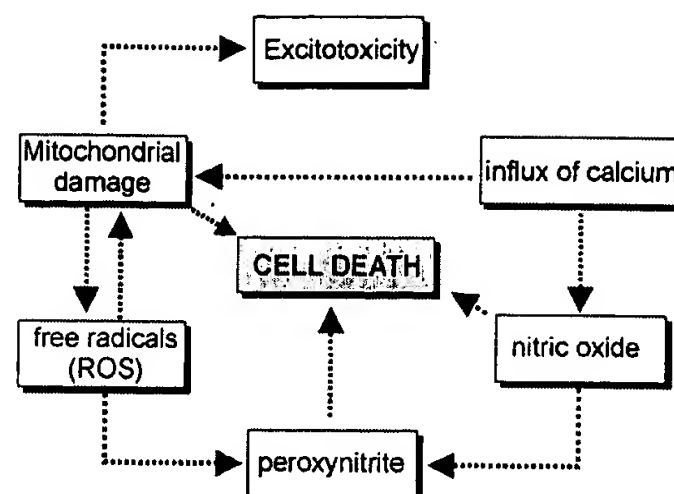 Excitotoxicity
Mitochondrial
damage
influx of calcium
CELL DEATH
free radicals
(ROS)
nitric oxide
peroxynitrite